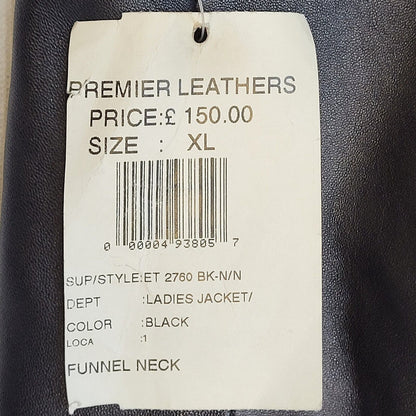 PREMIER LEATHERS
PRICE:£ 150.00
SIZE : XL
0 00004 93805 7
SUP/STYLE:ET 2760 BK-N/N
DEPT :LADIES JACKET/
COLOR :BLACK
LOCA :1
FUNNEL NECK